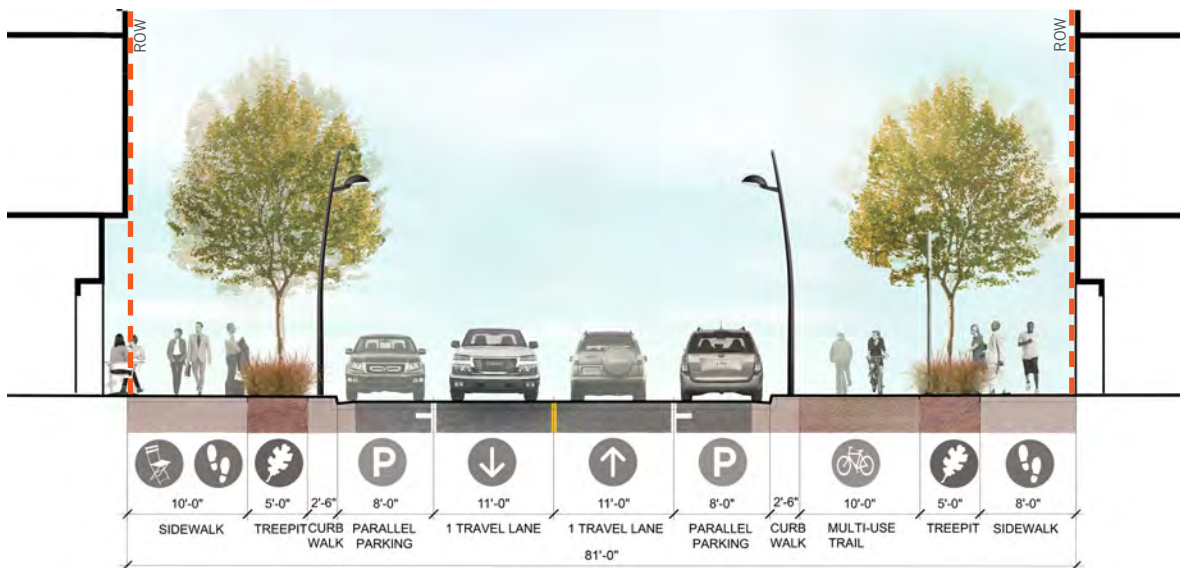 ROW
ROW
P
P
10'-0"
5'-0"
2'-6"
8'-0"
11'-0"
11'-0"
8'-0"
2'-6"
10'-0"
5'-0"
8'-0"
SIDEWALK
TREEPIT
CURB
WALK
PARALLEL
PARKING
1 TRAVEL LANE
1 TRAVEL LANE
PARALLEL
PARKING
CURB
WALK
MULTI-USE
TRAIL
TREEPIT
SIDEWALK
81'-0"